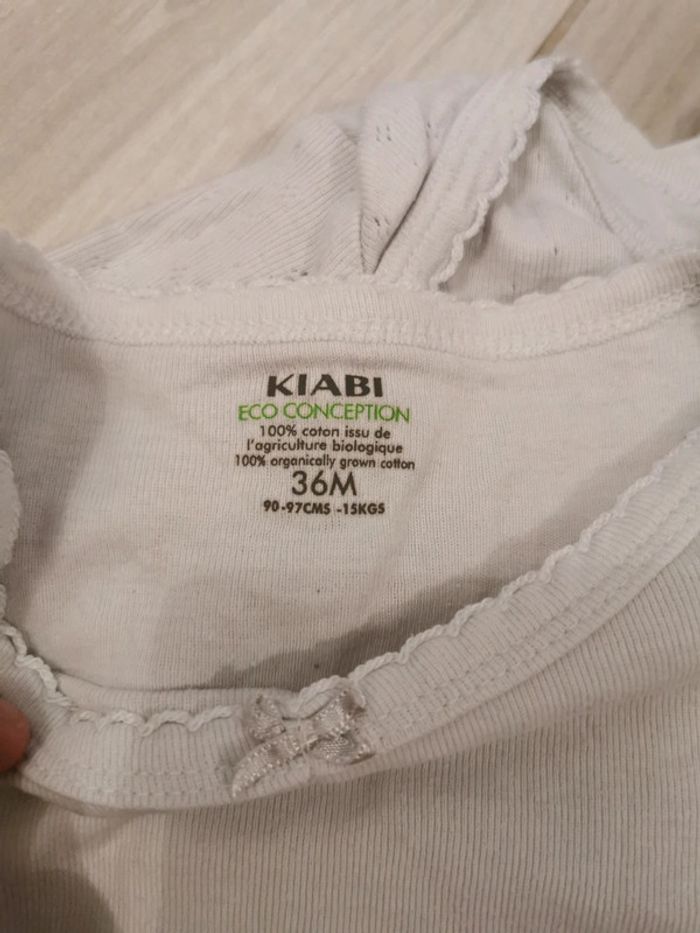 KIABI
ECO CONCEPTION
100% coton issu de
l'agriculture biologique
100% organically grown cotton
36M
90-97CMS -15KGS